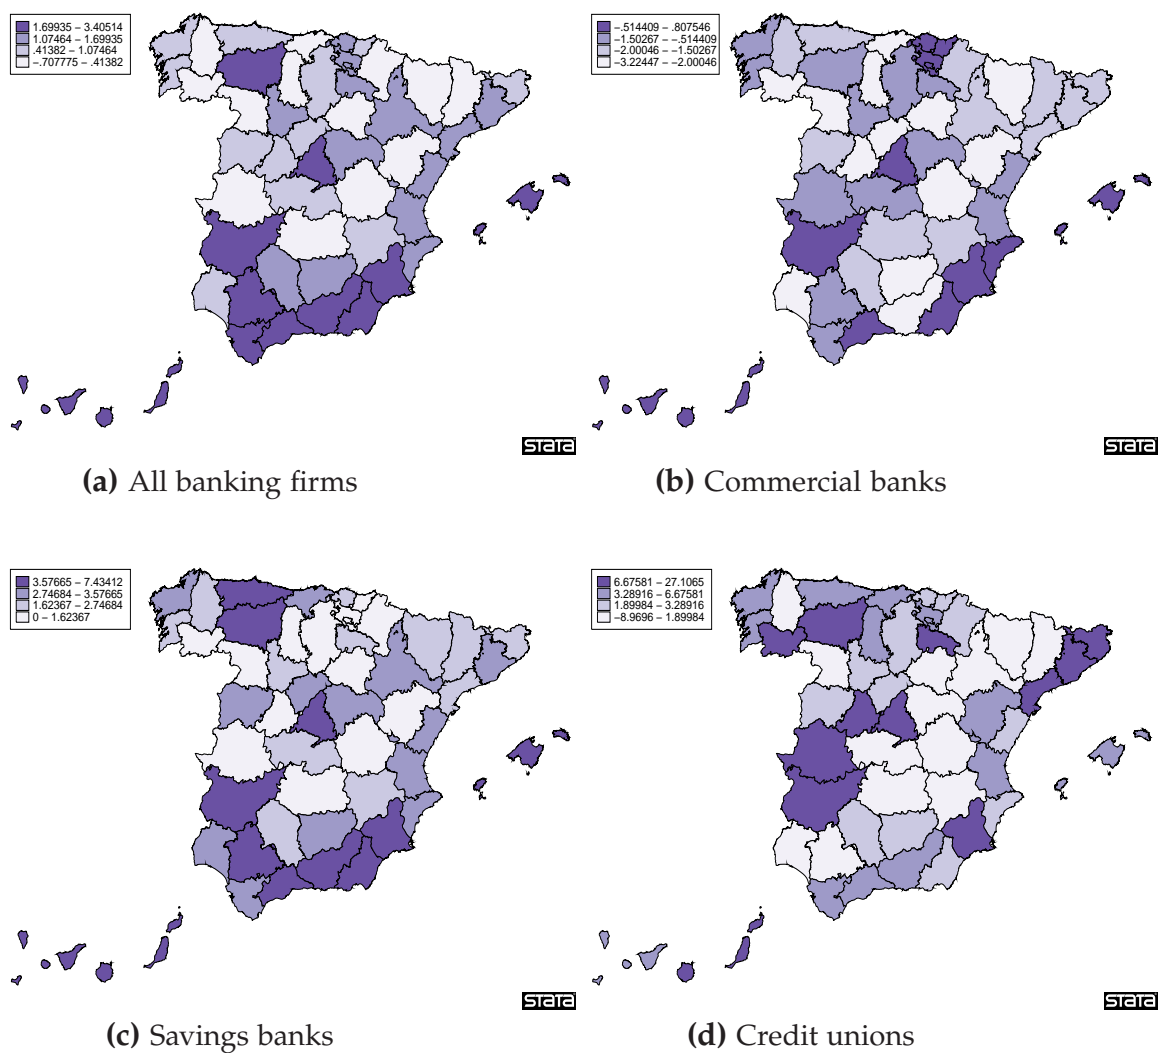 1.69935 – 3.40514
1.07464 – 1.69935
.41382 – 1.07464
–.707775 – .41382
stata
(a) All banking firms
–.514409 – .807546
–1.50267 – –.514409
–2.00046 – –1.50267
–3.22447 – –2.00046
stata
(b) Commercial banks
3.57665 – 7.43412
2.74684 – 3.57665
1.62367 – 2.74684
0 – 1.62367
stata
(c) Savings banks
6.67581 – 27.1065
3.28916 – 6.67581
1.89984 – 3.28916
–8.9696 – 1.89984
stata
(d) Credit unions